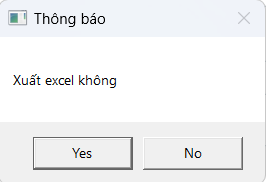 Thông báo
Xuất excel không
Yes
No